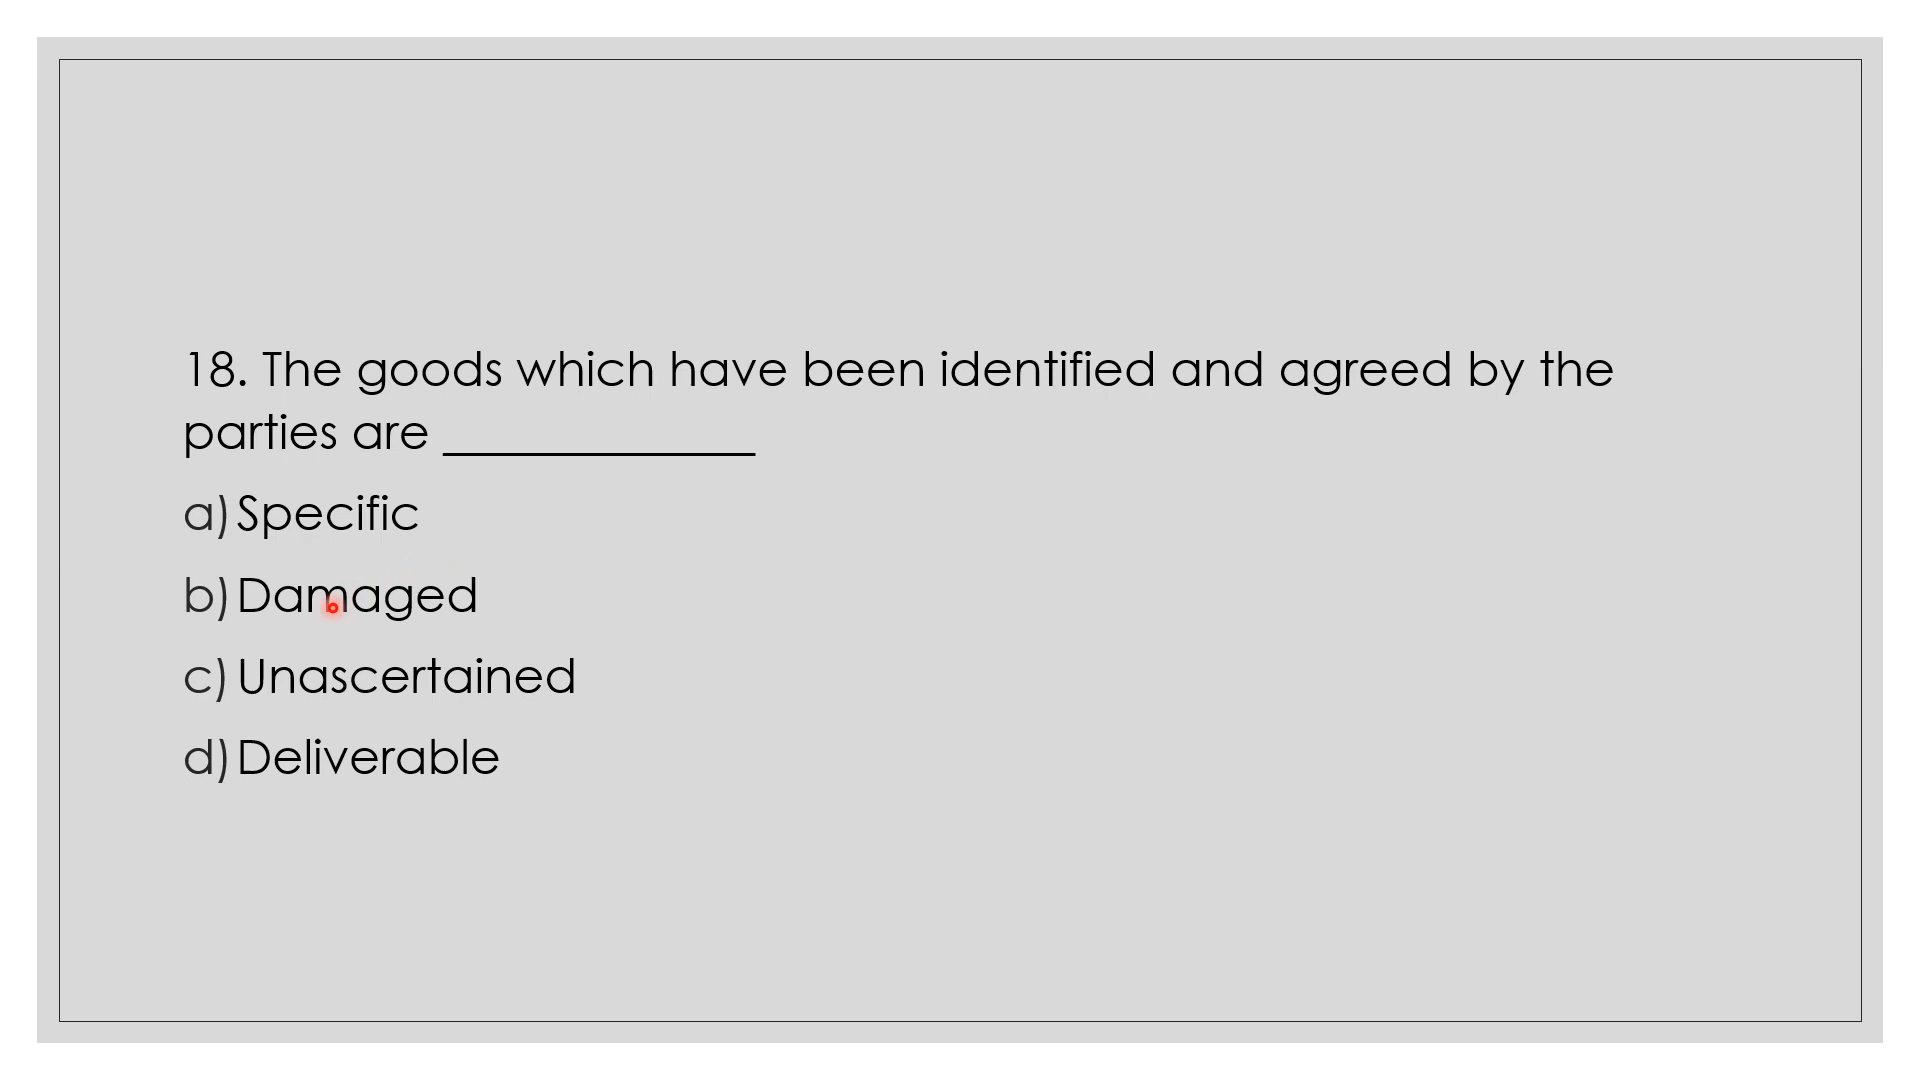 18. The goods which have been identified and agreed by the
parties are _____________
a) Specific
b) Damaged
c) Unascertained
d) Deliverable